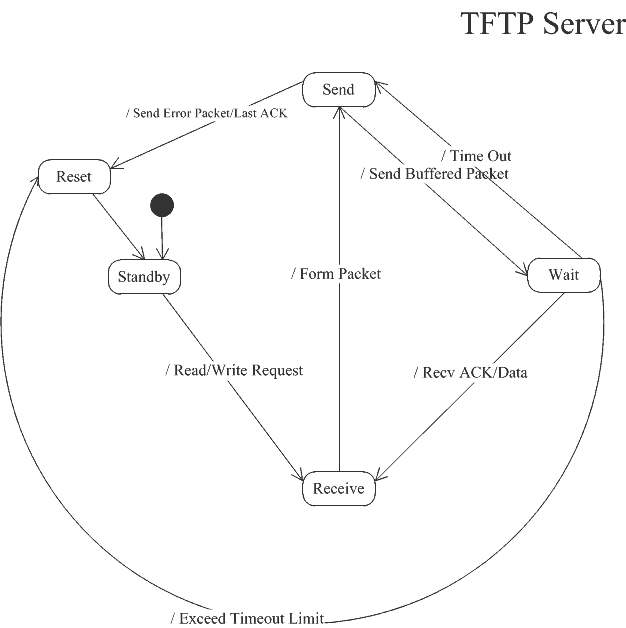 TFTP Server
Send
/ Send Error Packet/Last ACK
/ Time Out
/ Send Buffered Packet
Reset
Standby
/ Form Packet
Wait
/ Read/Write Request
/ Recv ACK/Data
Receive
/ Exceed Timeout Limit